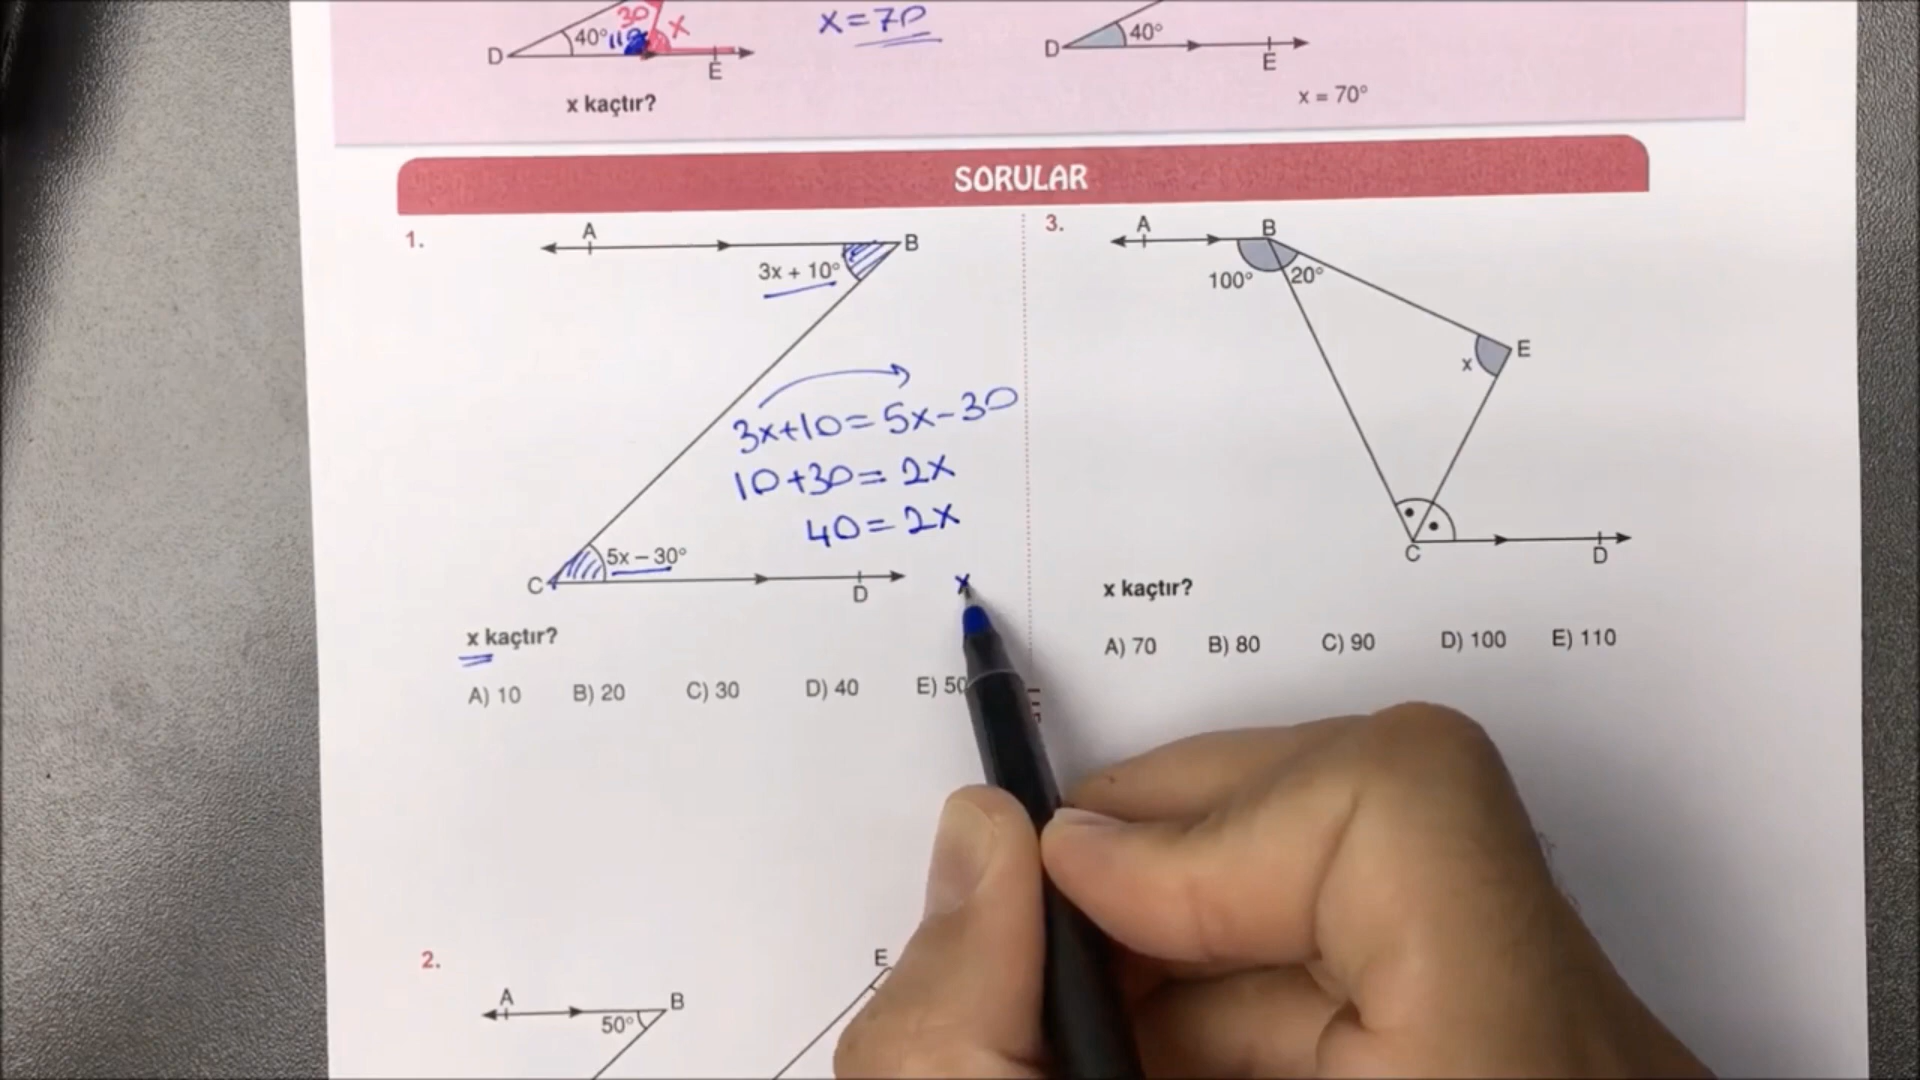 30 x
D 40° 110 E
x kaçtır?
x=70
D 40° E
x = 70°
SORULAR
1.
A B
3x + 10°
3x+10=5x-30
10+30=2x
40=2x
x
C 5x – 30° D
x kaçtır?
A) 10 B) 20 C) 30 D) 40 E) 50
2.
A B
50°
E
3.
A B
100° 20°
x E
C D
x kaçtır?
A) 70 B) 80 C) 90 D) 100 E) 110